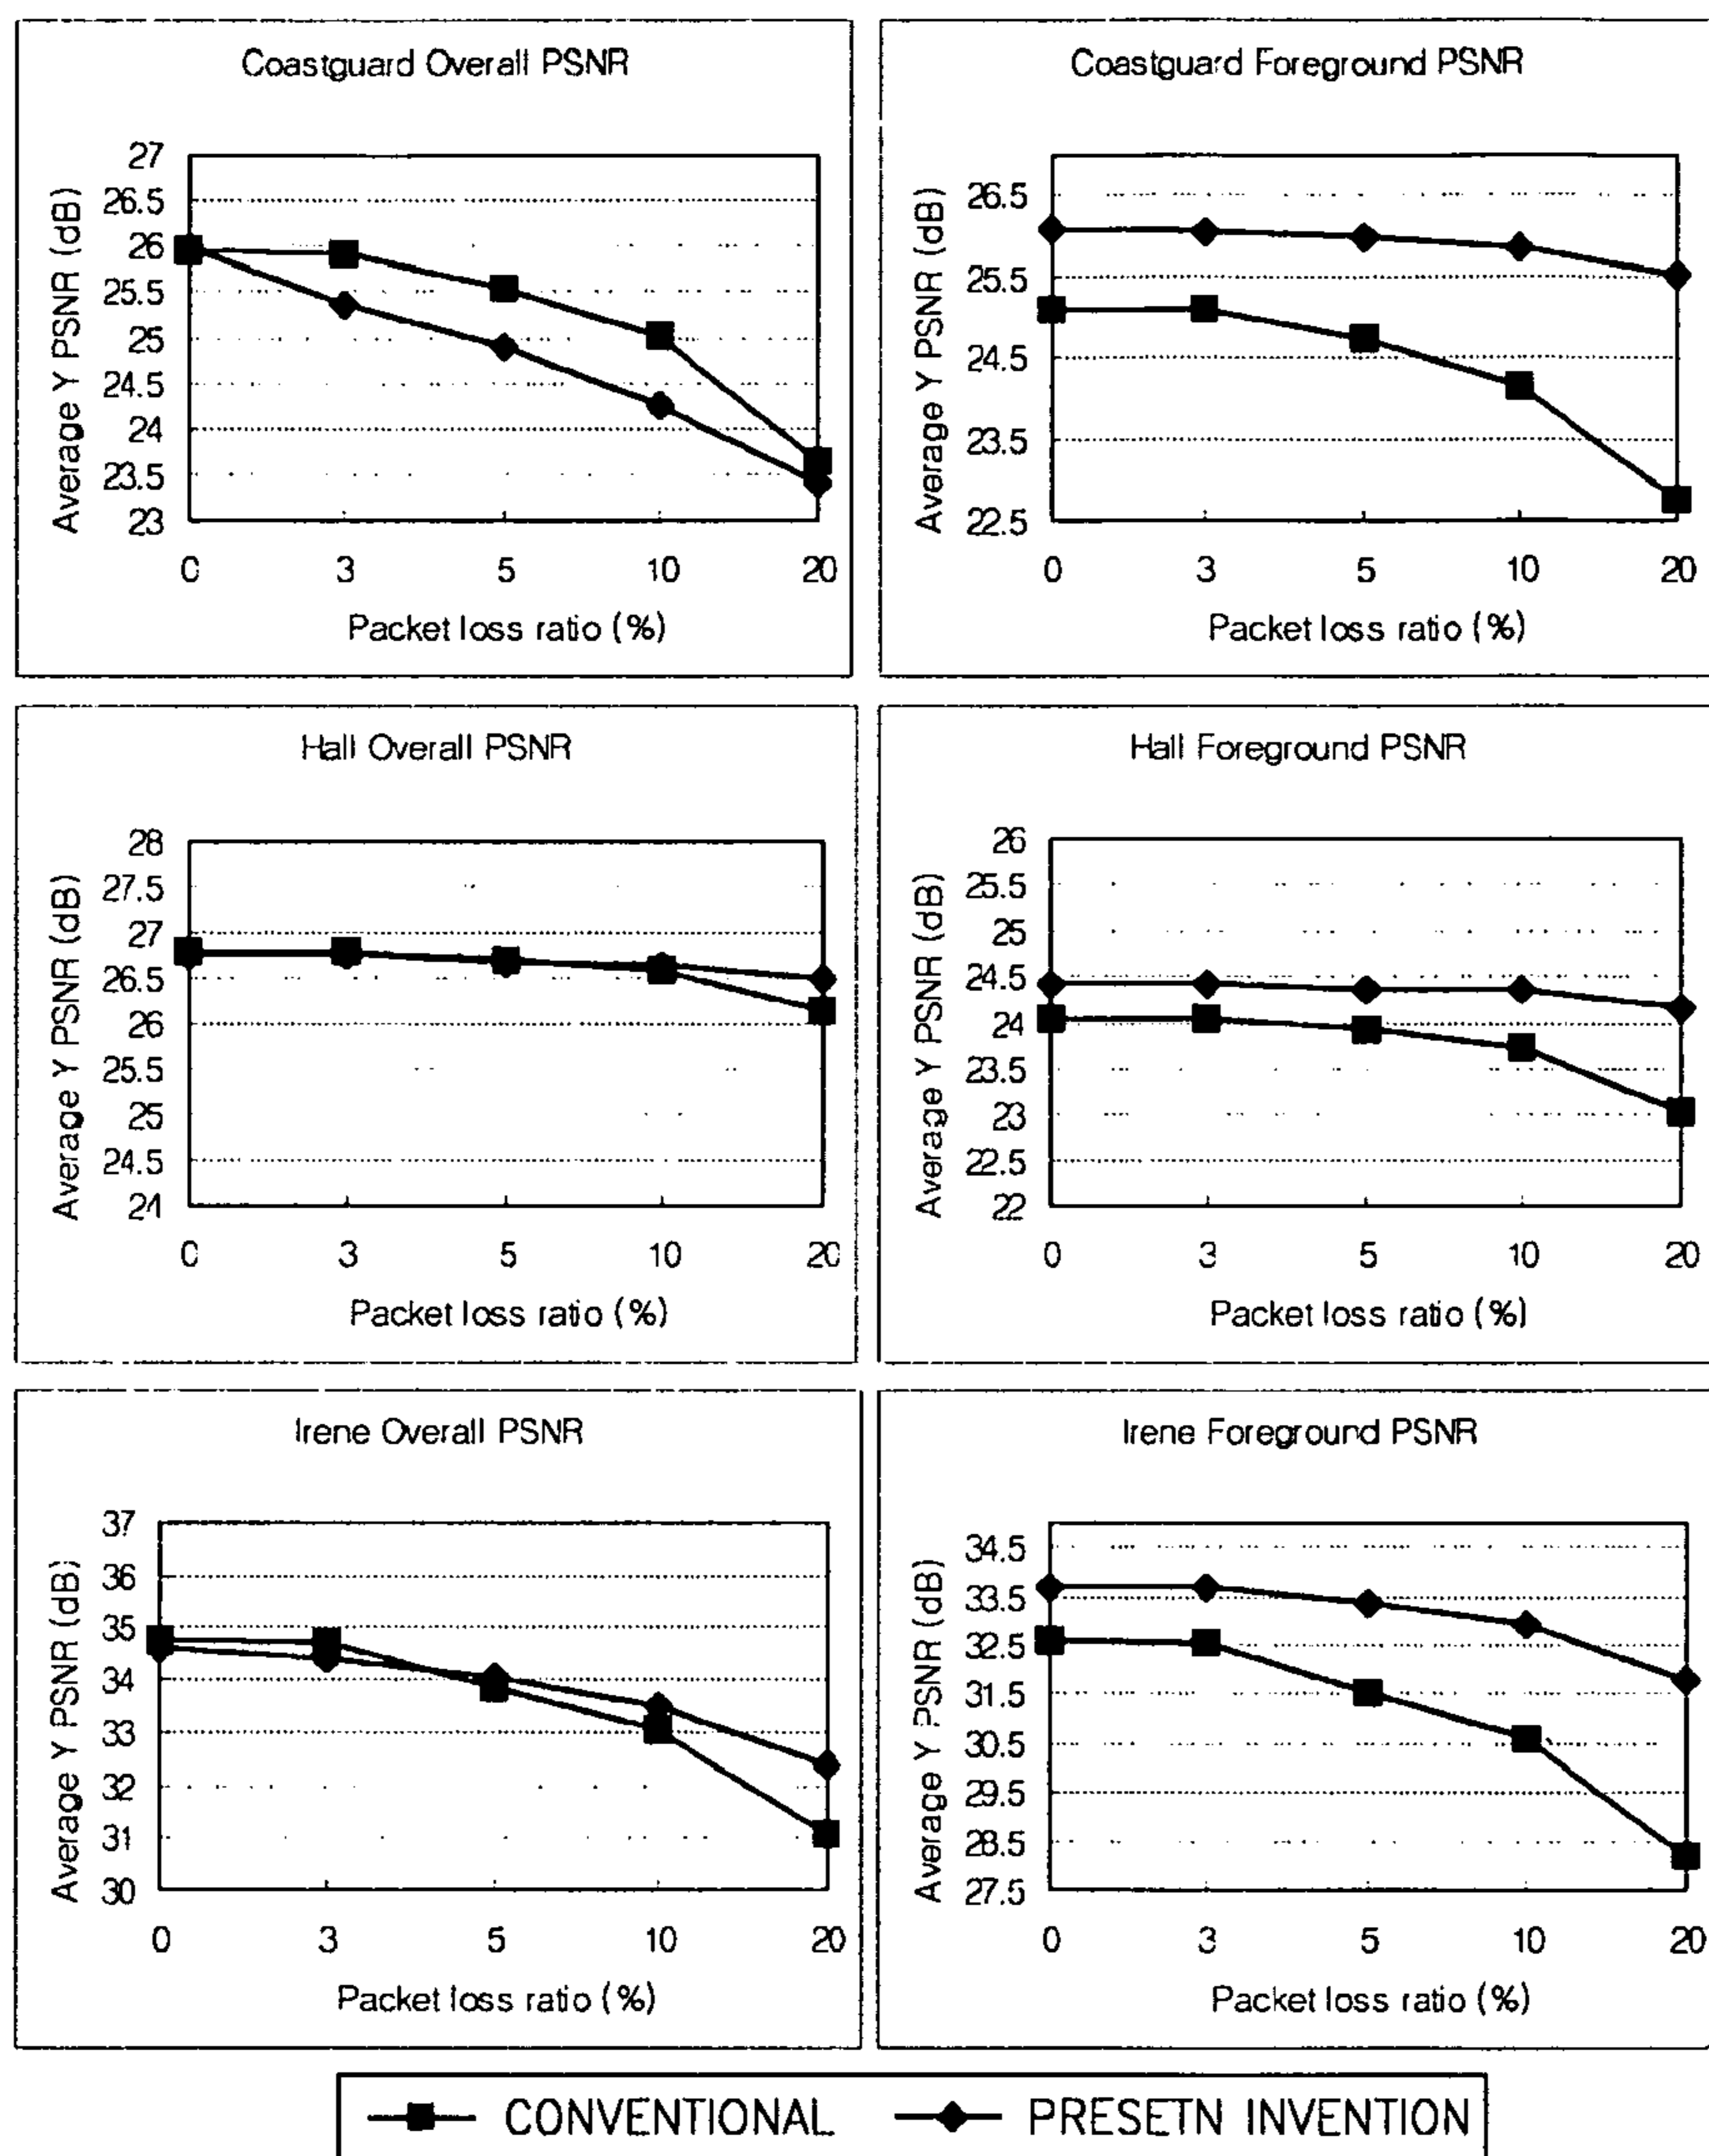 Coastguard Overall PSNR
Average Y PSNR (dB)
27
26.5
26
25.5
25
24.5
24
23.5
23
0 3 5 10 20
Packet loss ratio (%)
Coastguard Foreground PSNR
Average Y PSNR (dB)
26.5
25.5
24.5
23.5
22.5
0 3 5 10 20
Packet loss ratio (%)
Hall Overall PSNR
Average Y PSNR (dB)
28
27.5
27
26.5
26
25.5
25
24.5
24
0 3 5 10 20
Packet loss ratio (%)
Hall Foreground PSNR
Average Y PSNR (dB)
26
25.5
25
24.5
24
23.5
23
22.5
22
0 3 5 10 20
Packet loss ratio (%)
Irene Overall PSNR
Average Y PSNR (dB)
37
36
35
34
33
32
31
30
0 3 5 10 20
Packet loss ratio (%)
Irene Foreground PSNR
Average Y PSNR (dB)
34.5
33.5
32.5
31.5
30.5
29.5
28.5
27.5
0 3 5 10 20
Packet loss ratio (%)
CONVENTIONAL PRESETN INVENTION